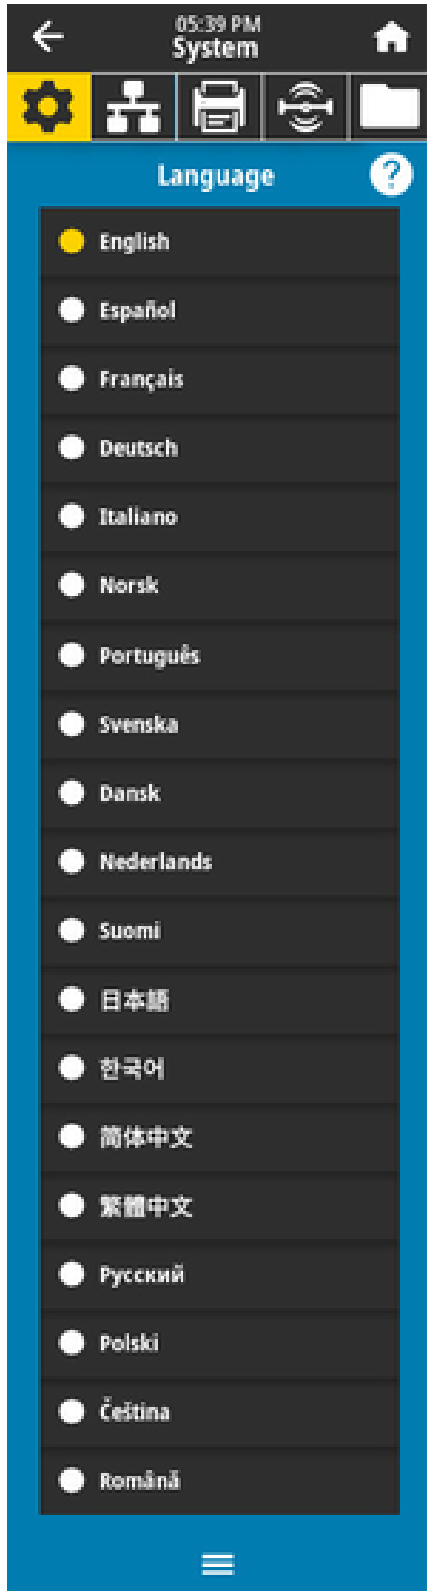 05:39 PM
System
Language
?
English
Español
Français
Deutsch
Italiano
Norsk
Português
Svenska
Dansk
Nederlands
Suomi
日本語
한국어
简体中文
繁體中文
Русский
Polski
Čeština
Română